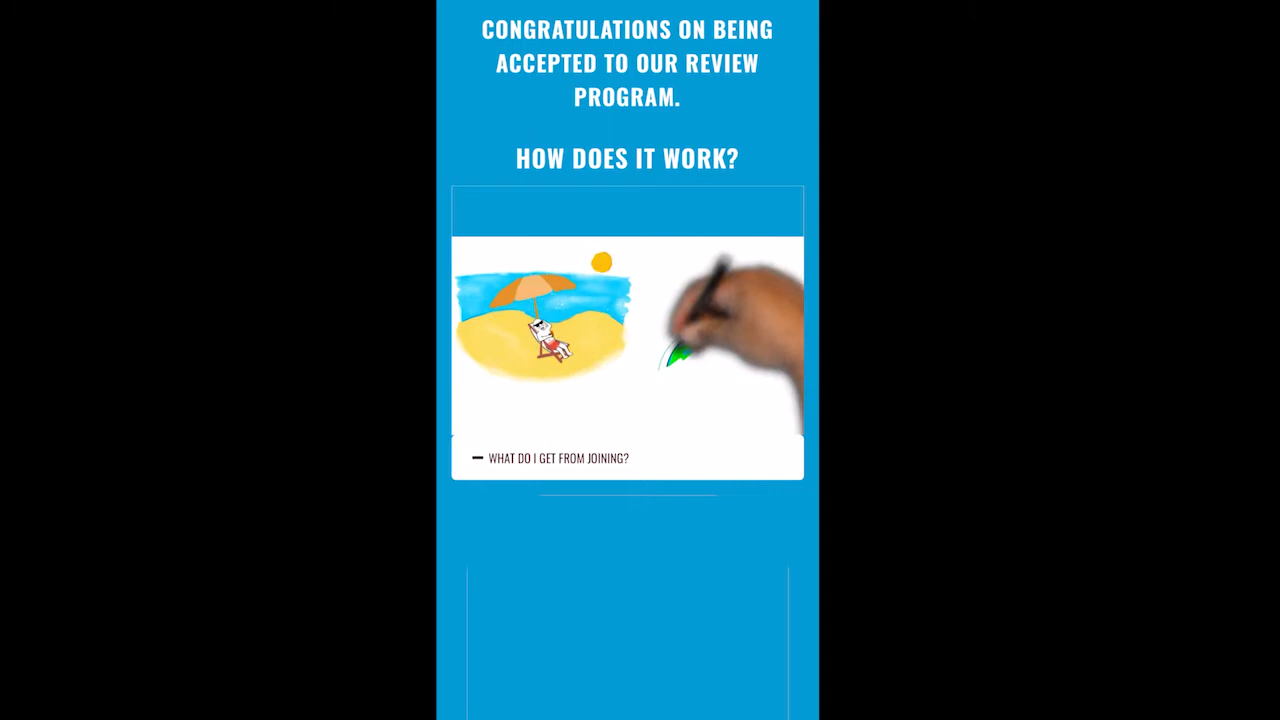 CONGRATULATIONS ON BEING
ACCEPTED TO OUR REVIEW
PROGRAM.
HOW DOES IT WORK?
WHAT DO I GET FROM JOINING?